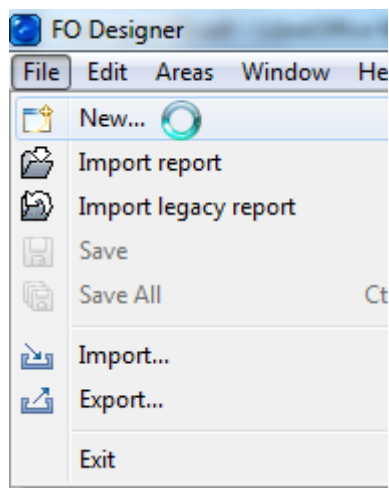 FO Designer
File Edit Areas Window He
New...
Import report
Import legacy report
Save
Save All Ct
Import...
Export...
Exit